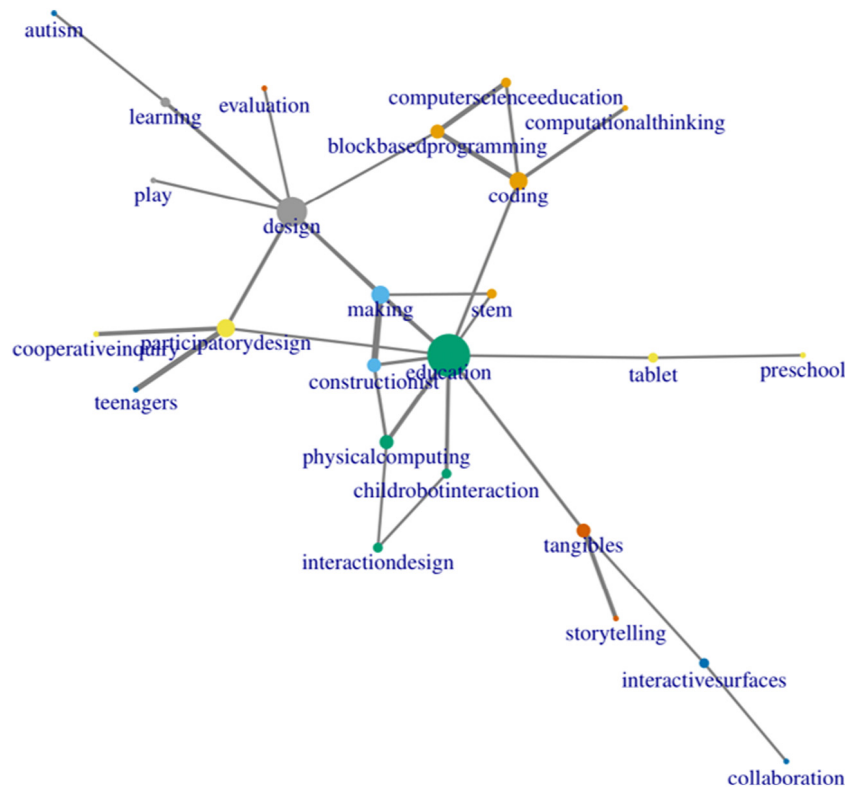 autism
computerscienceeducation
evaluation
learning
computationalthinking
blockbasedprogramming
play
coding
design
making
stem
participatorydesign
cooperativeinquiry
preschool
education
tablet
constructionist
teenagers
physicalcomputing
childrobotinteraction
tangibles
interactiondesign
storytelling
interactivesurfaces
collaboration